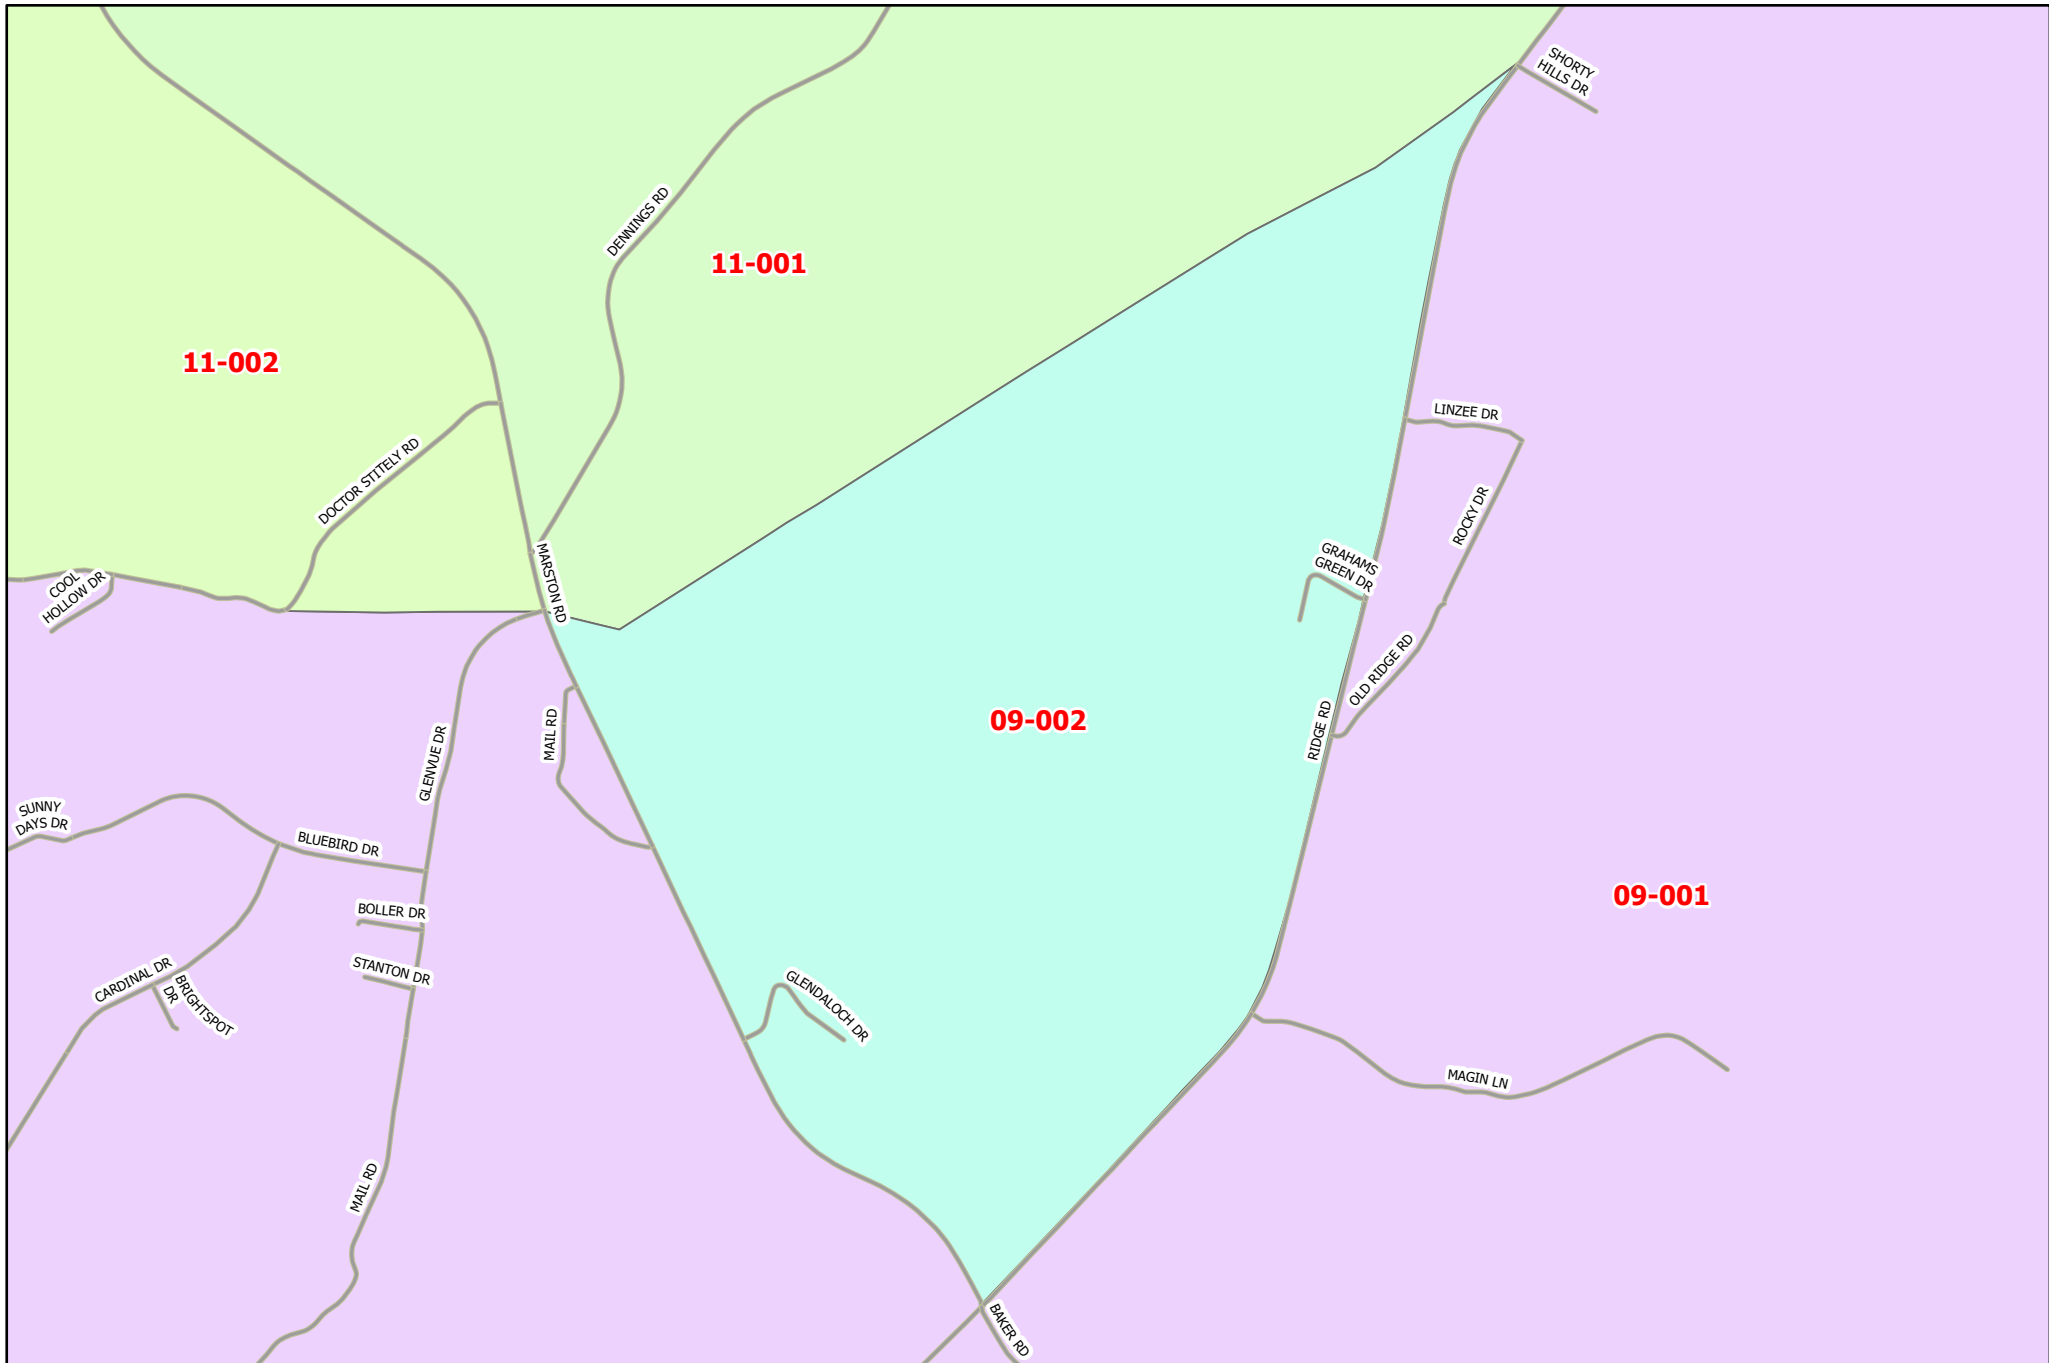 SHORTY
HILLS DR
DENNINGS RD
11-001
11-002
LINZEE DR
DOCTOR STITELY RD
ROCKY DR
MARSTON RD
GRAHAMS
GREEN DR
COOL
HOLLOW DR
OLD RIDGE RD
MAIL RD
09-002
RIDGE RD
GLENVUE DR
SUNNY
DAYS DR
BLUEBIRD DR
09-001
BOLLER DR
STANTON DR
CARDINAL DR
BRIGHTSPOT
DR
GLENDALOCH DR
MAGIN LN
MAIL RD
BAKER RD